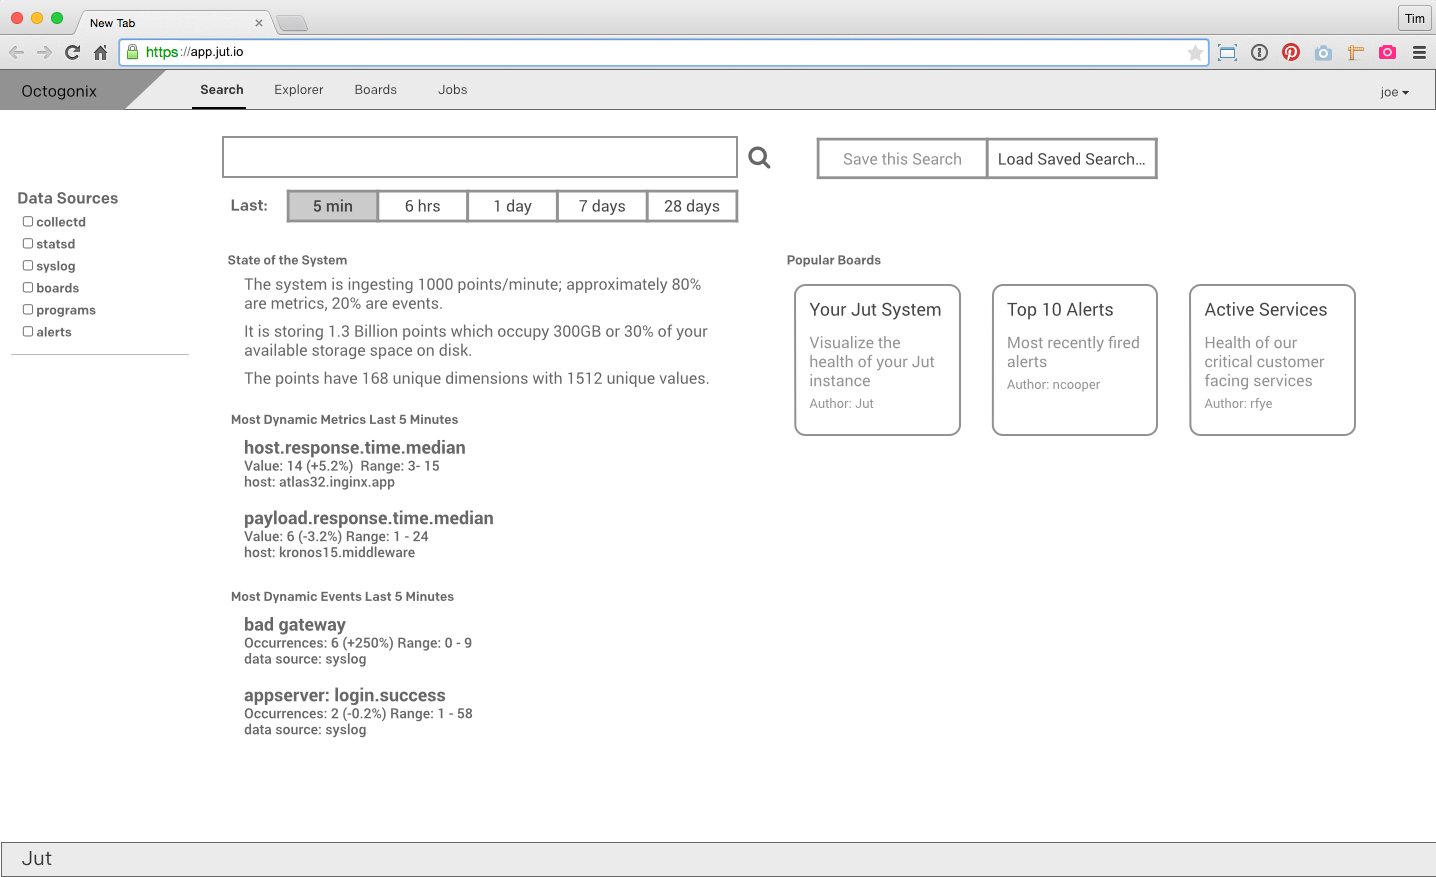 New Tab
Tim
https://app.jut.io
Octogonix
Search
Explorer
Boards
Jobs
joe
Save this Search
Load Saved Search...
Last:
5 min
6 hrs
1 day
7 days
28 days
Data Sources
collectd
statsd
syslog
boards
programs
alerts
State of the System
The system is ingesting 1000 points/minute; approximately 80%
are metrics, 20% are events.
It is storing 1.3 Billion points which occupy 300GB or 30% of your
available storage space on disk.
The points have 168 unique dimensions with 1512 unique values.
Most Dynamic Metrics Last 5 Minutes
host.response.time.median
Value: 14 (+5.2%)  Range: 3- 15
host: atlas32.inginx.app
payload.response.time.median
Value: 6 (-3.2%) Range: 1 - 24
host: kronos15.middleware
Most Dynamic Events Last 5 Minutes
bad gateway
Occurrences: 6 (+250%) Range: 0 - 9
data source: syslog
appserver: login.success
Occurrences: 2 (-0.2%) Range: 1 - 58
data source: syslog
Popular Boards
Your Jut System
Visualize the
health of your Jut
instance
Author: Jut
Top 10 Alerts
Most recently fired
alerts
Author: ncooper
Active Services
Health of our
critical customer
facing services
Author: rfye
Jut